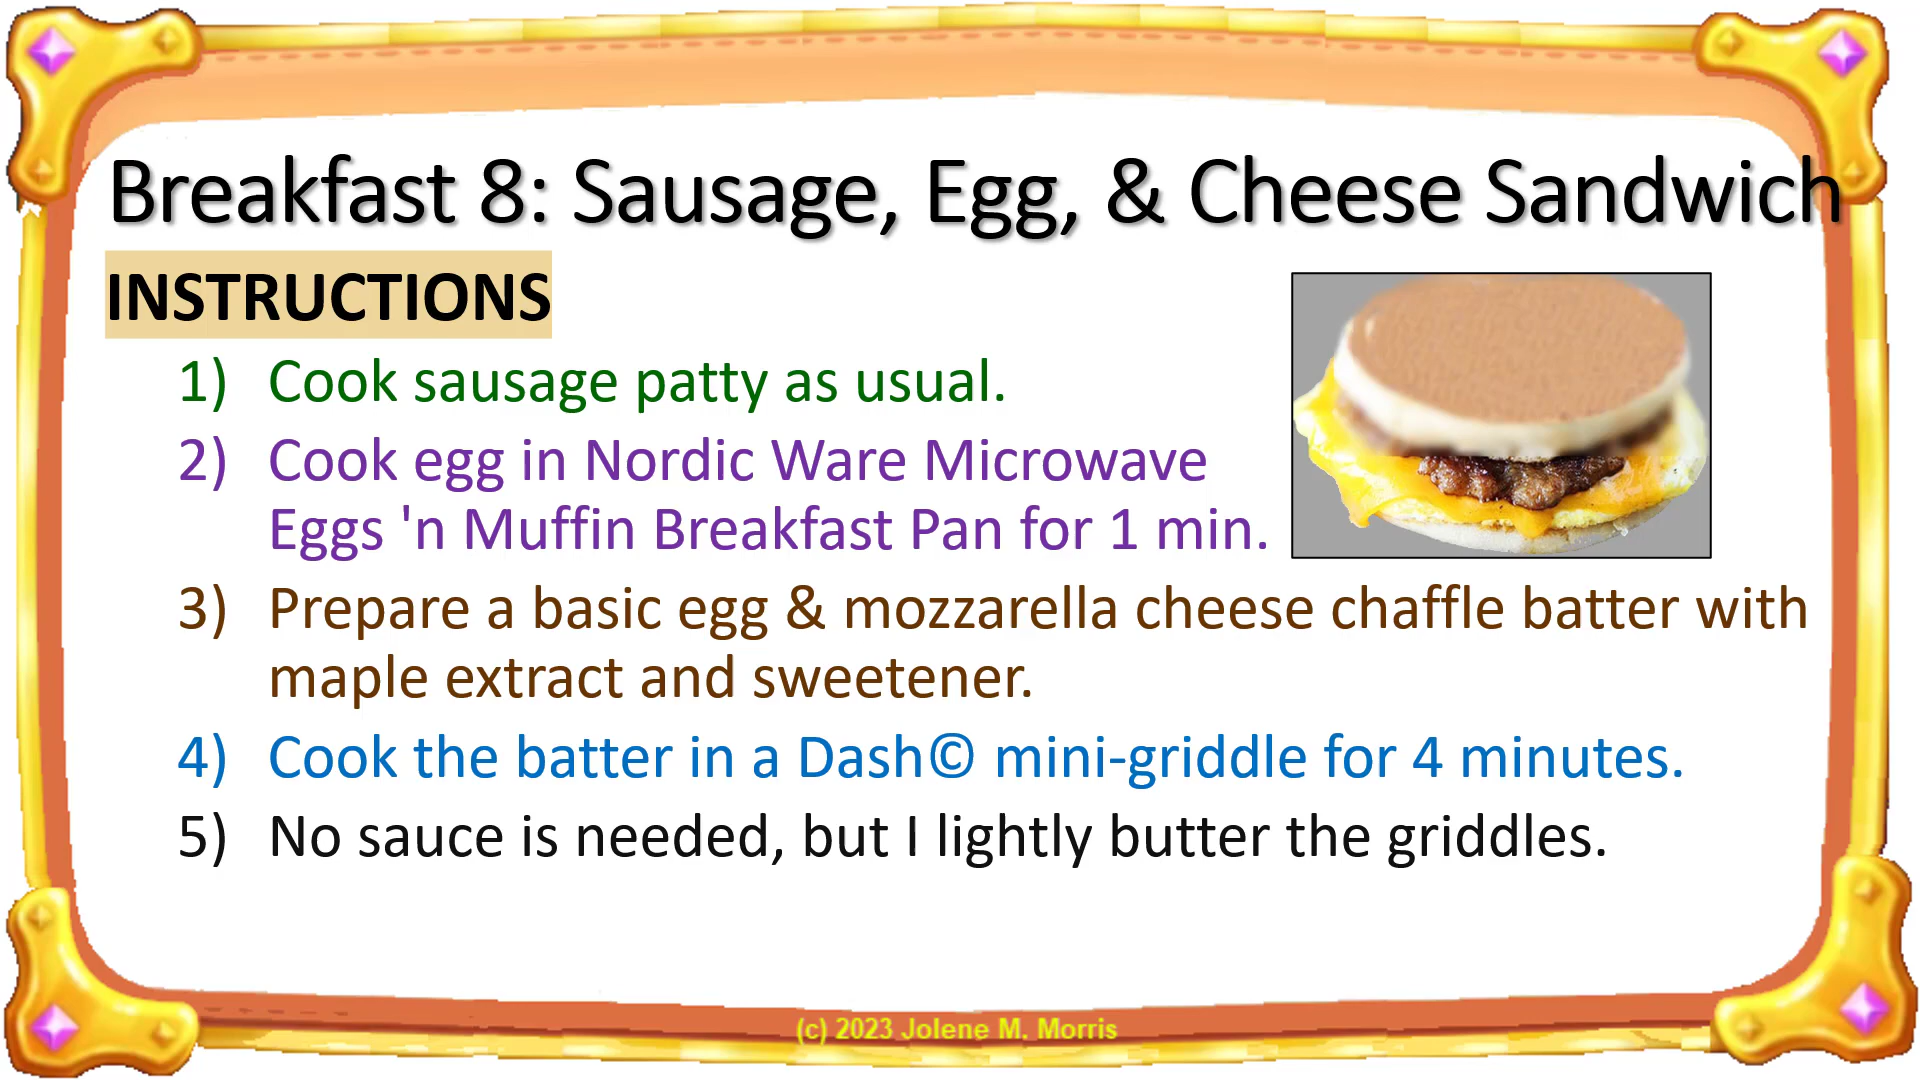 Breakfast 8: Sausage, Egg, & Cheese Sandwich
INSTRUCTIONS
1) Cook sausage patty as usual.
2) Cook egg in Nordic Ware Microwave
Eggs 'n Muffin Breakfast Pan for 1 min.
3) Prepare a basic egg & mozzarella cheese chaffle batter with
maple extract and sweetener.
4) Cook the batter in a Dash© mini-griddle for 4 minutes.
5) No sauce is needed, but I lightly butter the griddles.
(c) 2023 Jolene M. Morris